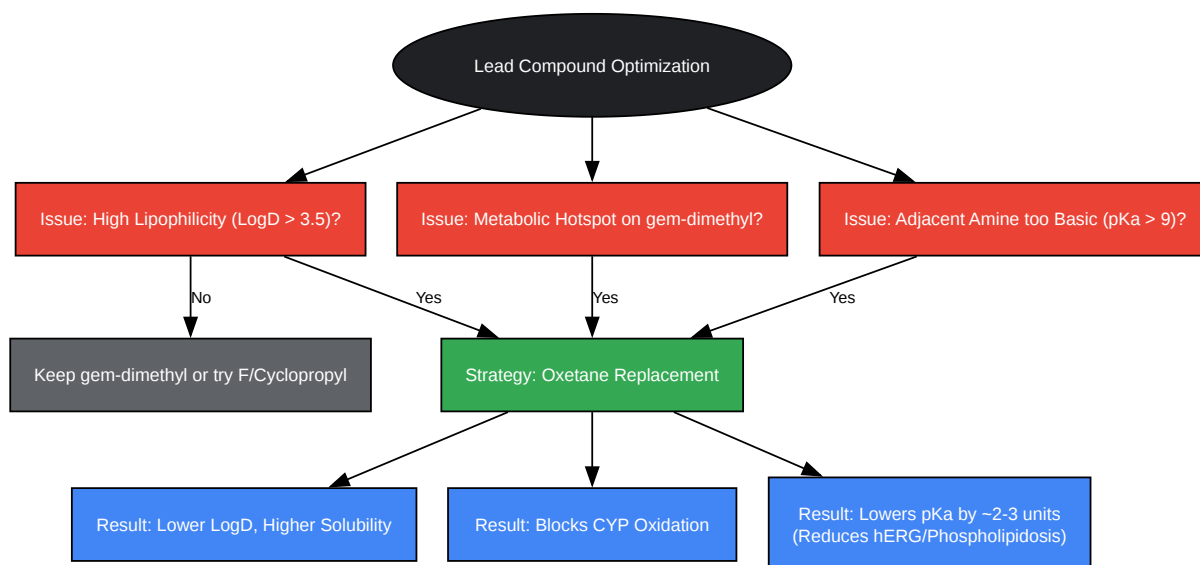 Lead Compound Optimization
Issue: High Lipophilicity (LogD > 3.5)?
Issue: Metabolic Hotspot on gem-dimethyl?
Issue: Adjacent Amine too Basic (pKa > 9)?
No
Yes
Yes
Yes
Keep gem-dimethyl or try F/Cyclopropyl
Strategy: Oxetane Replacement
Result: Lower LogD, Higher Solubility
Result: Blocks CYP Oxidation
Result: Lowers pKa by ~2-3 units
(Reduces hERG/Phospholipidosis)